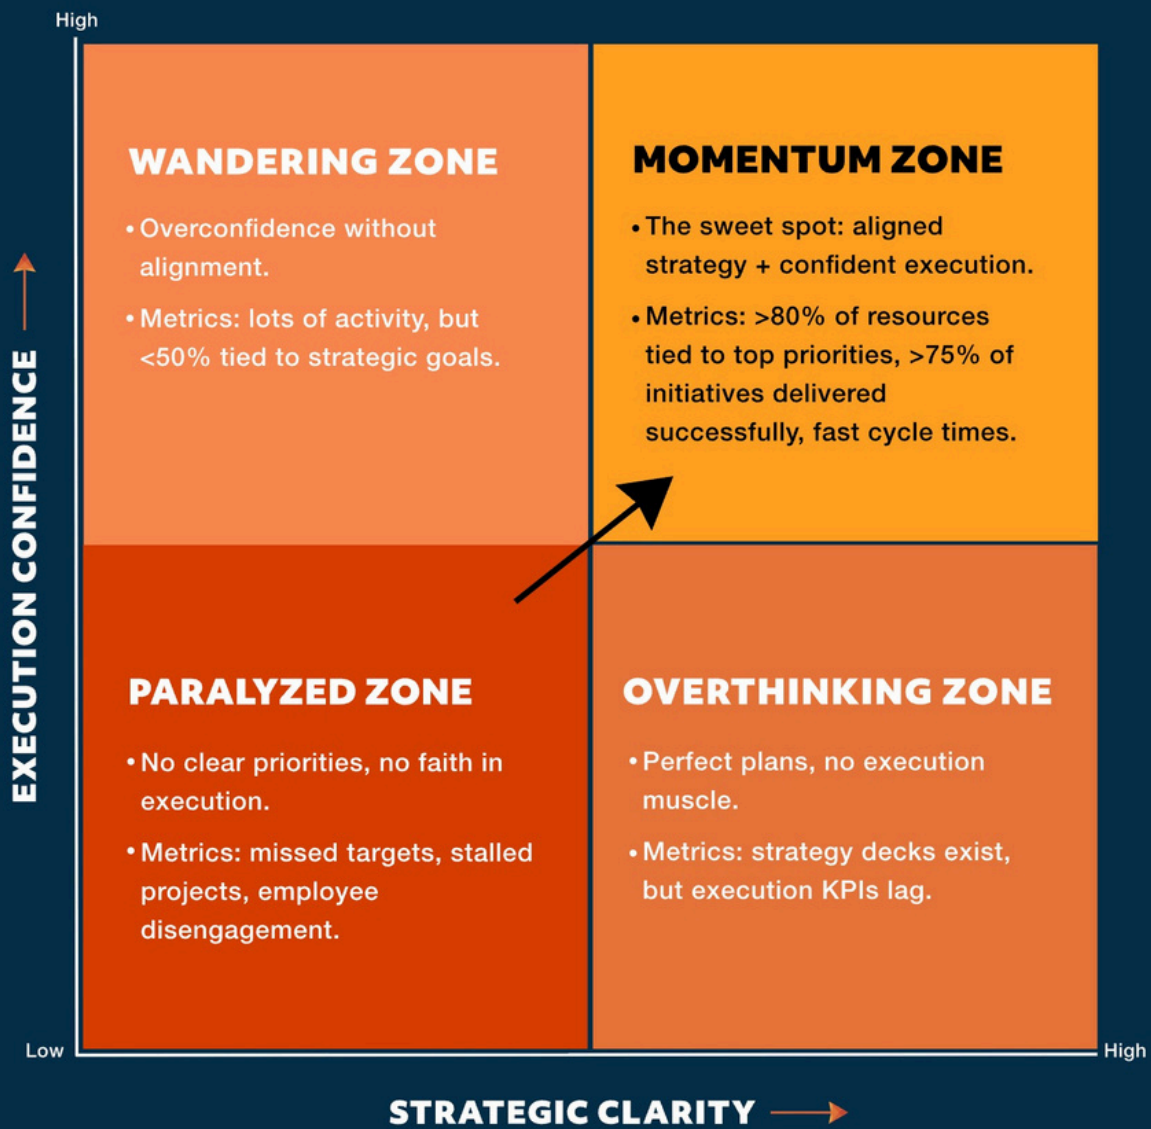 High
WANDERING ZONE
• Overconfidence without
alignment.
• Metrics: lots of activity, but
<50% tied to strategic goals.
MOMENTUM ZONE
• The sweet spot: aligned
strategy + confident execution.
• Metrics: >80% of resources
tied to top priorities, >75% of
initiatives delivered
successfully, fast cycle times.
EXECUTION CONFIDENCE
PARALYZED ZONE
• No clear priorities, no faith in
execution.
• Metrics: missed targets, stalled
projects, employee
disengagement.
OVERTHINKING ZONE
• Perfect plans, no execution
muscle.
• Metrics: strategy decks exist,
but execution KPIs lag.
Low
High
STRATEGIC CLARITY